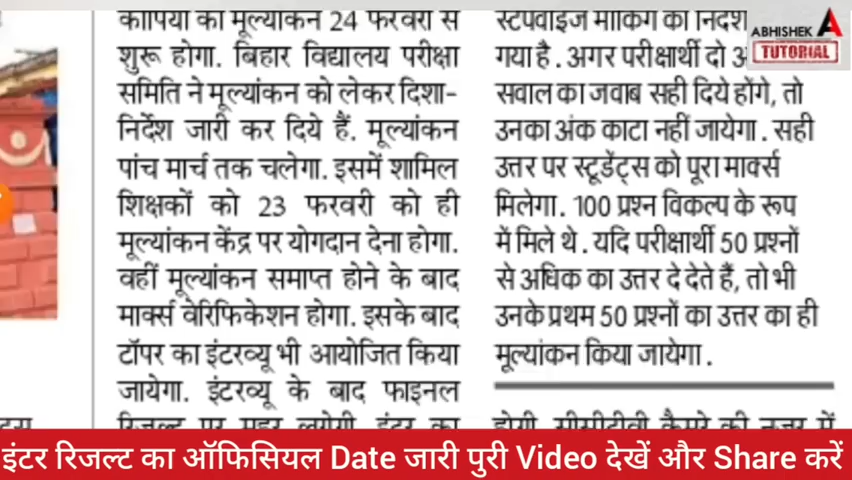 कापियों का मूल्यांकन 24 फरवरी से
शुरू होगा. बिहार विद्यालय परीक्षा
समिति ने मूल्यांकन को लेकर दिशा-
निर्देश जारी कर दिये हैं. मूल्यांकन
पांच मार्च तक चलेगा. इसमें शामिल
शिक्षकों को 23 फरवरी को ही
मूल्यांकन केंद्र पर योगदान देना होगा.
वहीं मूल्यांकन समाप्त होने के बाद
मार्क्स वेरिफिकेशन होगा. इसके बाद
टॉपर का इंटरव्यू भी आयोजित किया
जायेगा. इंटरव्यू के बाद फाइनल
स्टेपवाइज मार्किंग का निर्देश
गया है. अगर परीक्षार्थी दो
सवाल का जवाब सही दिये होंगे, तो
उनका अंक काटा नहीं जायेगा. सही
उत्तर पर स्टूडेंट्स को पूरा मार्क्स
मिलेगा. 100 प्रश्न विकल्प के रूप
में मिले थे. यदि परीक्षार्थी 50 प्रश्नों
से अधिक का उत्तर दे देते हैं, तो भी
उनके प्रथम 50 प्रश्नों का उत्तर का ही
मूल्यांकन किया जायेगा.
ABHISHEK A
TUTORIAL
इंटर रिजल्ट का ऑफिसियल Date जारी पुरी Video देखें और Share करें